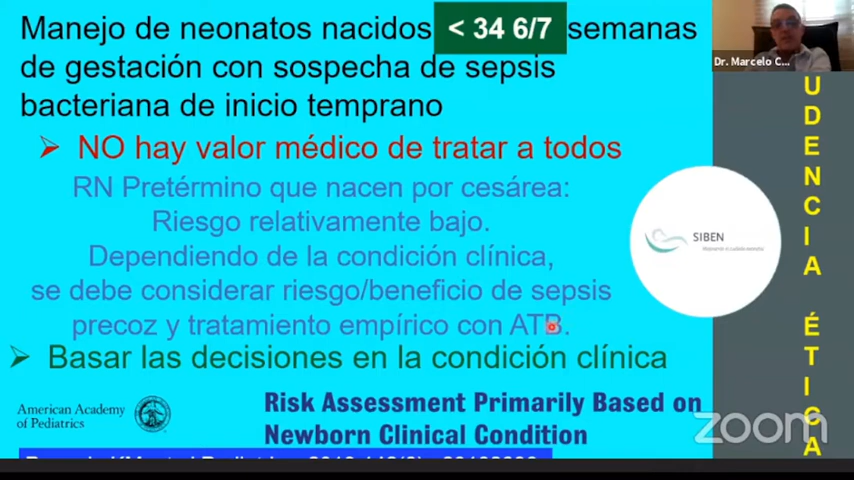 Manejo de neonatos nacidos < 34 6/7 semanas
de gestación con sospecha de sepsis
bacteriana de inicio temprano
NO hay valor médico de tratar a todos
RN Pretérmino que nacen por cesárea:
Riesgo relativamente bajo.
Dependiendo de la condición clínica,
se debe considerar riesgo/beneficio de sepsis
precoz y tratamiento empírico con ATB.
Basar las decisiones en la condición clínica
American Academy
of Pediatrics
Risk Assessment Primarily Based on
Newborn Clinical Condition
Dr. Marcelo C...
SIBEN
UDENCIA ÉTICA
zoom